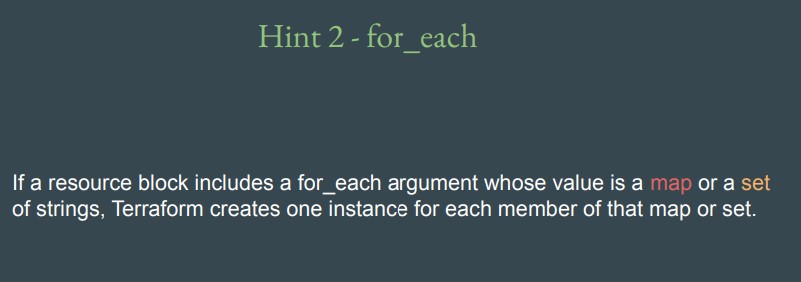 Hint 2 - for_each
If a resource block includes a for_each argument whose value is a map or a set
of strings, Terraform creates one instance for each member of that map or set.